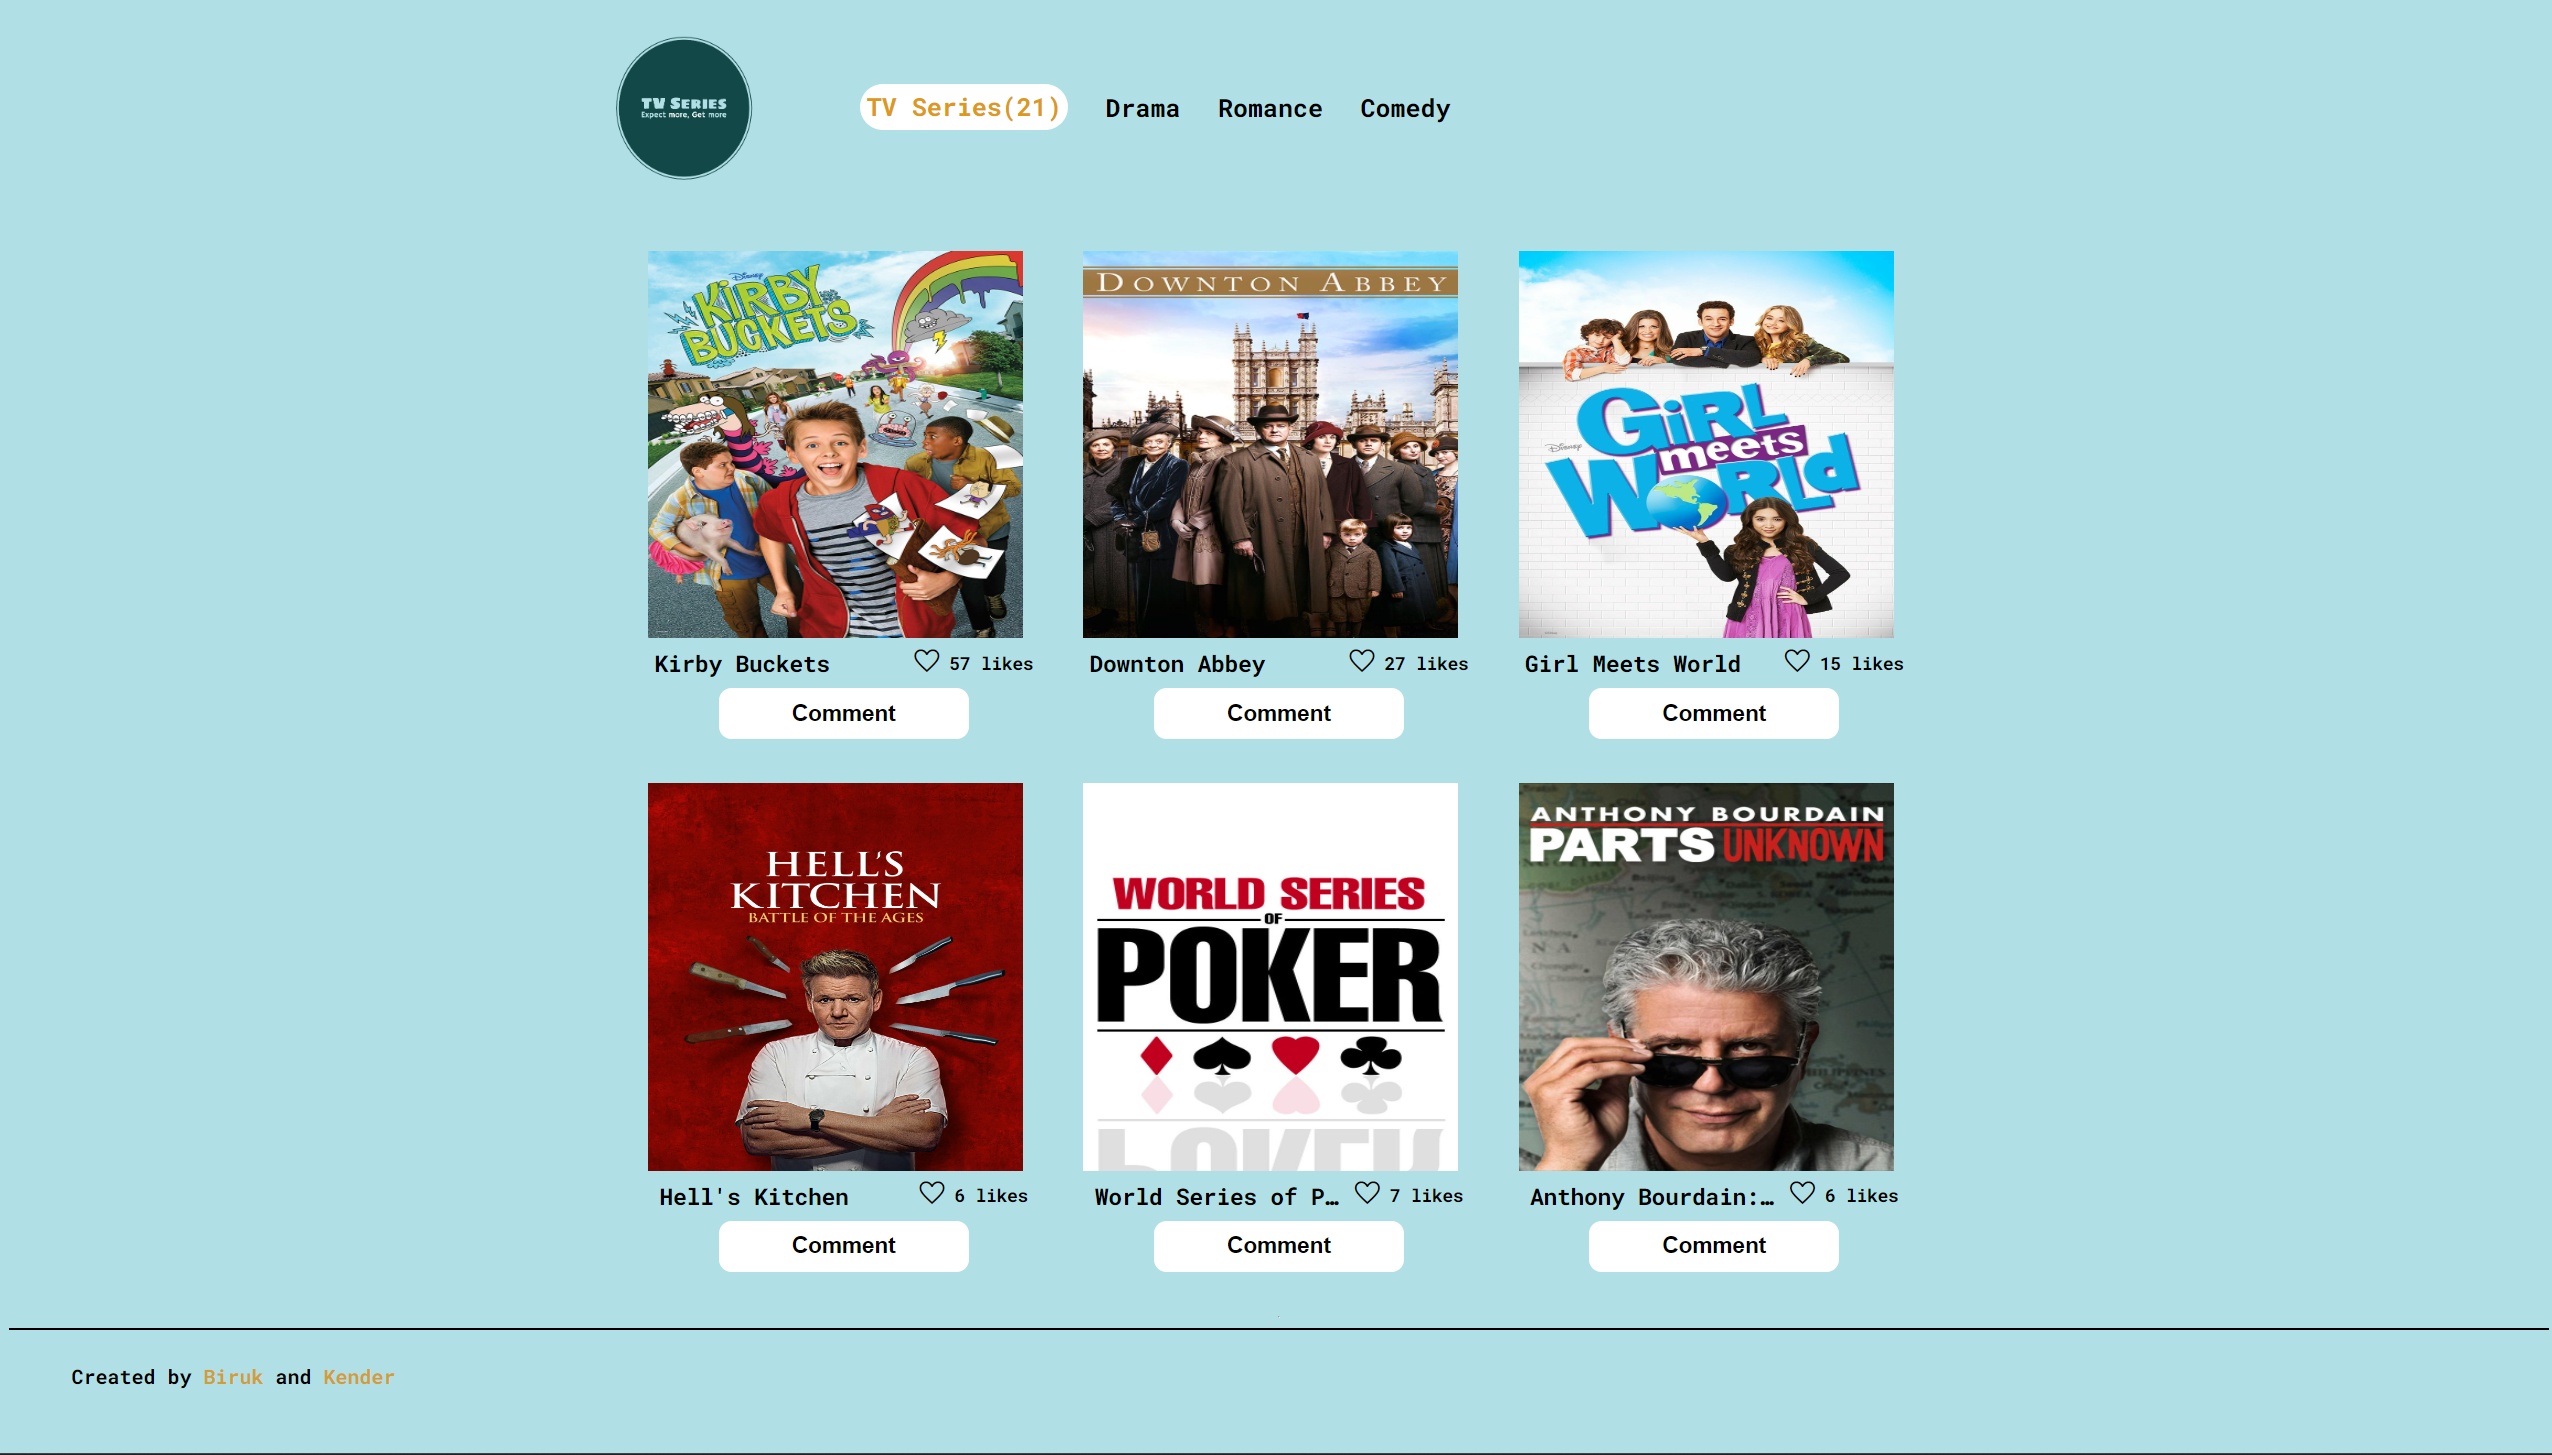 TV SERIES
Expect more, Get more
TV Series(21) Drama Romance Comedy
Disney
KIRBY
BUCKETS
DOWNTON ABBEY
GiRL
meets
Disney
WORLd
Kirby Buckets 57 likes
Downton Abbey 27 likes
Girl Meets World 15 likes
Comment
Comment
Comment
HELL'S
KITCHEN
BATTLE OF THE AGES
WORLD SERIES
OF
POKER
ANTHONY BOURDAIN
PARTS UNKNOWN
Hell's Kitchen 6 likes
World Series of P… 7 likes
Anthony Bourdain:… 6 likes
Comment
Comment
Comment
Created by Biruk and Kender